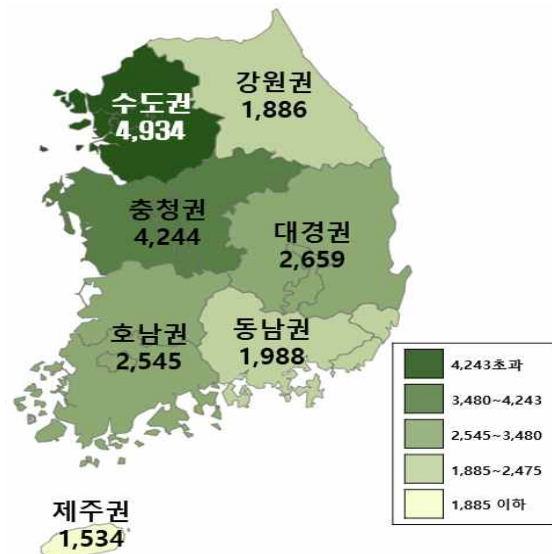 강원권
1,886
수도권
4,934
충청권
4,244
대경권
2,659
호남권
2,545
동남권
1,988
제주권
1,534
4,243초과
3,480~4,243
2,545~3,480
1,885~2,475
1,885 이하